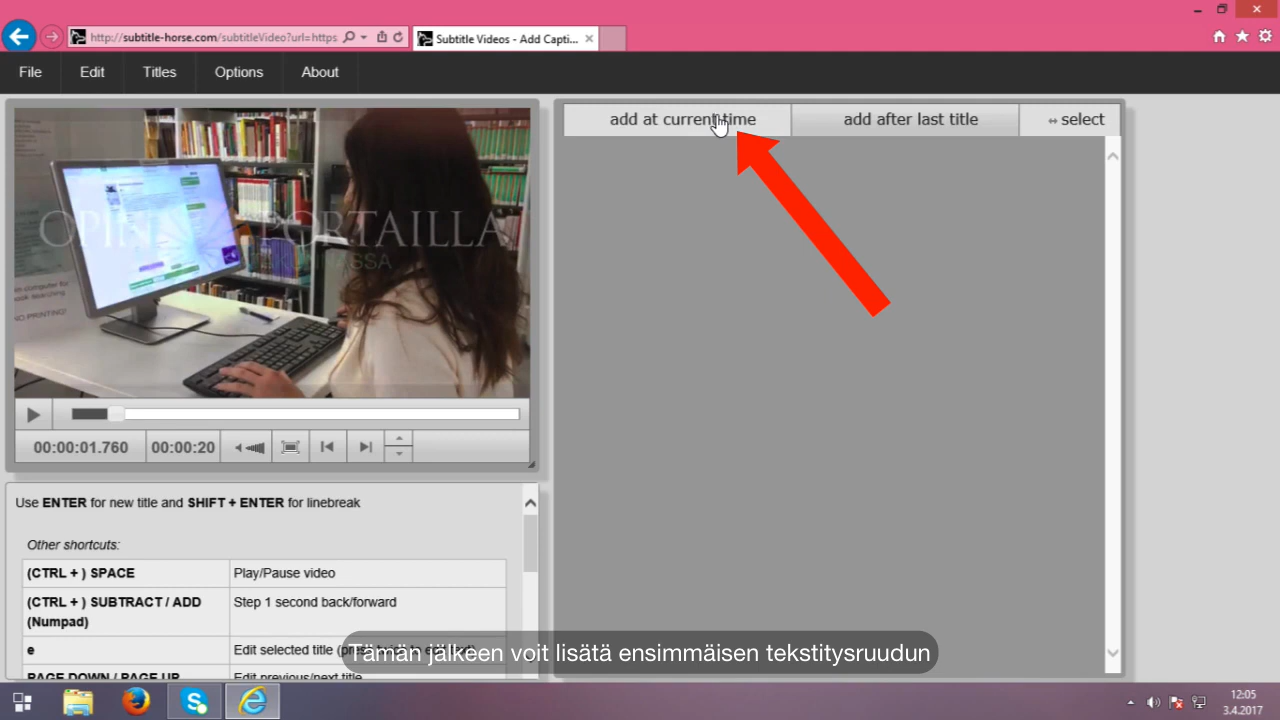 http://subtitle-horse.com/subtitleVideo?url=https
Subtitle Videos - Add Capti...
File Edit Titles Options About
OPIN PORTAILLA
add at current time
add after last title
⇔ select
00:00:01.760
00:00:20
Use ENTER for new title and SHIFT + ENTER for linebreak
Other shortcuts:
(CTRL + ) SPACE Play/Pause video
(CTRL + ) SUBTRACT / ADD (Numpad) Step 1 second back/forward
e Edit selected title
PAGE DOWN / PAGE UP Edit previous/next title
Tämän jälkeen voit lisätä ensimmäisen tekstitysruudun
12:05
3.4.2017